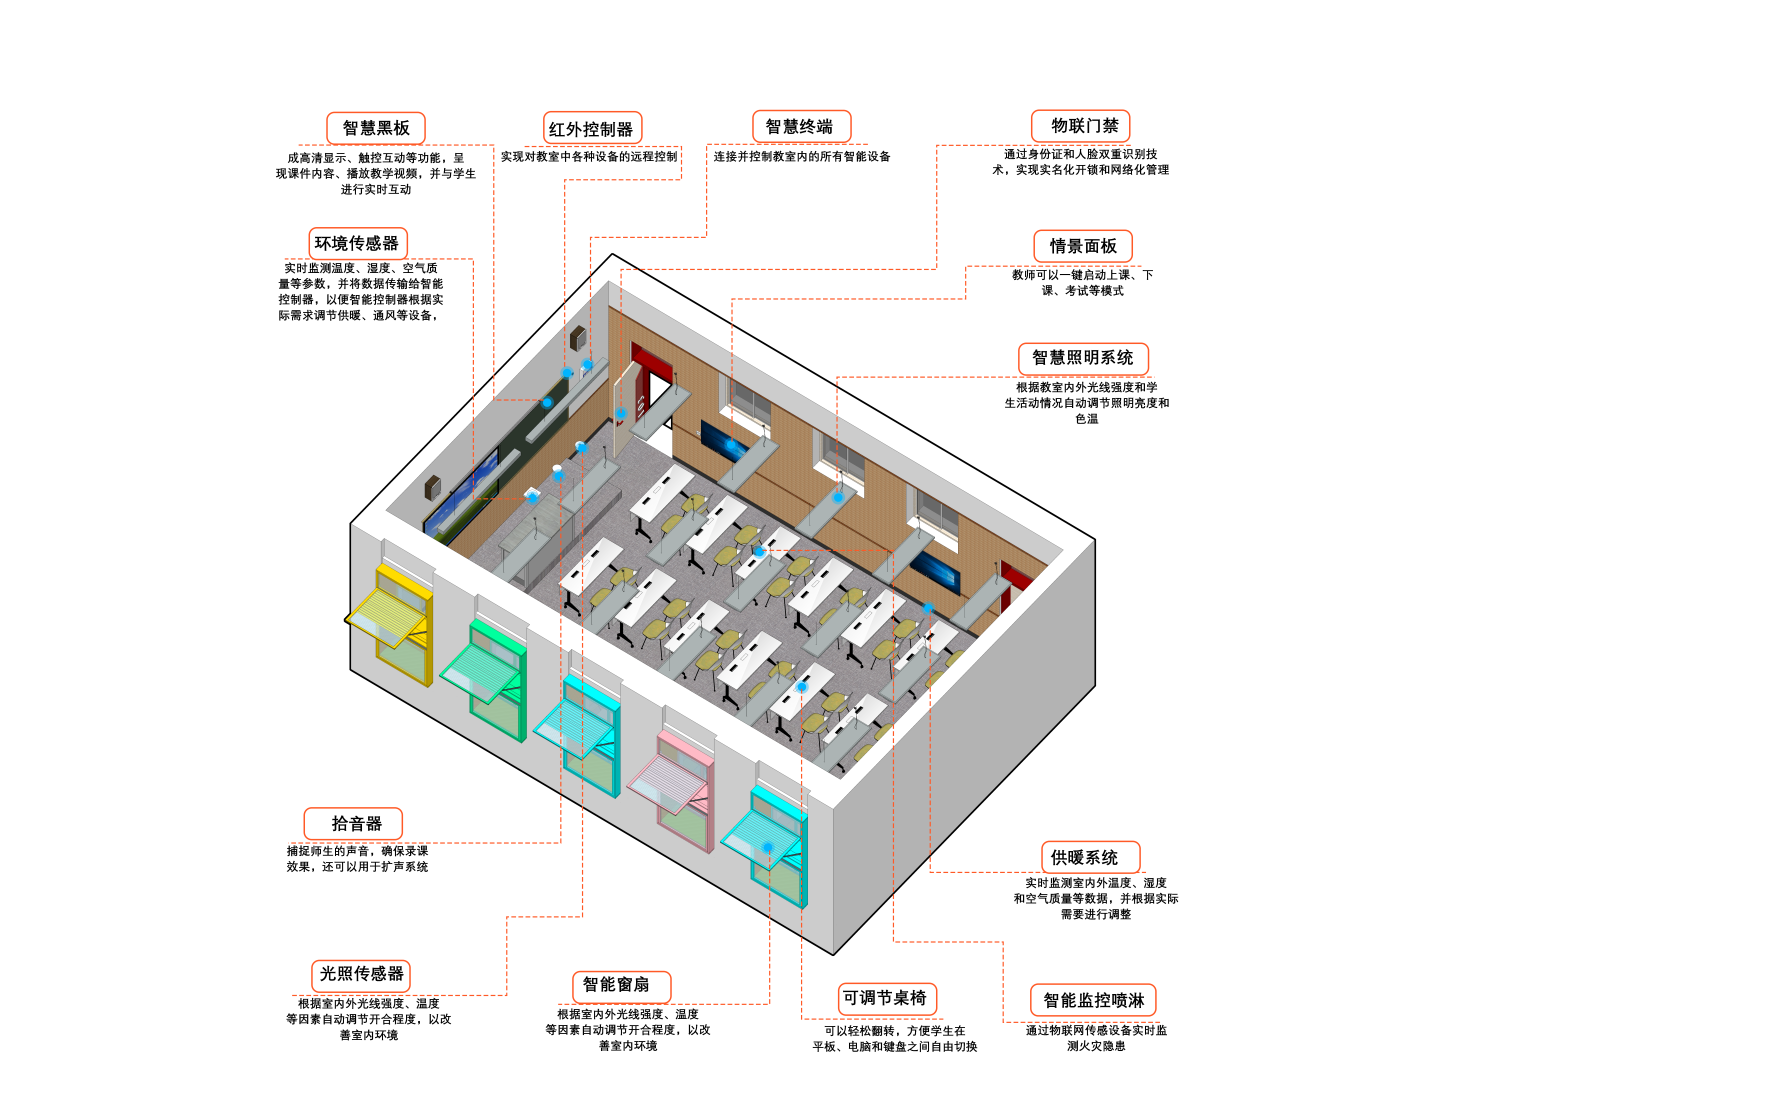 智慧黑板
成高清显示、触控互动等功能，呈
现课件内容、播放教学视频，并与学生
进行实时互动
红外控制器
实现对教室中各种设备的远程控制
智慧终端
连接并控制教室内的所有智能设备
物联门禁
通过身份证和人脸双重识别技
术，实现实名化开锁和网络化管理
环境传感器
实时监测温度、湿度、空气质
量等参数，并将数据传输给智能
控制器，以便智能控制器根据实
际需求调节供暖、通风等设备，
情景面板
教师可以一键启动上课、下
课、考试等模式
智慧照明系统
根据教室内外光线强度和学
生活动情况自动调节照明亮度和
色温
拾音器
捕捉师生的声音，确保录课
效果，还可以用于扩声系统
供暖系统
实时监测室内外温度、湿度
和空气质量等数据，并根据实际
需要进行调整
光照传感器
根据室内外光线强度、温度
等因素自动调节开合程度，以改
善室内环境
智能窗扇
根据室内外光线强度、温度
等因素自动调节开合程度，以改
善室内环境
可调节桌椅
可以轻松翻转，方便学生在
平板、电脑和键盘之间自由切换
智能监控喷淋
通过物联网传感设备实时监
测火灾隐患